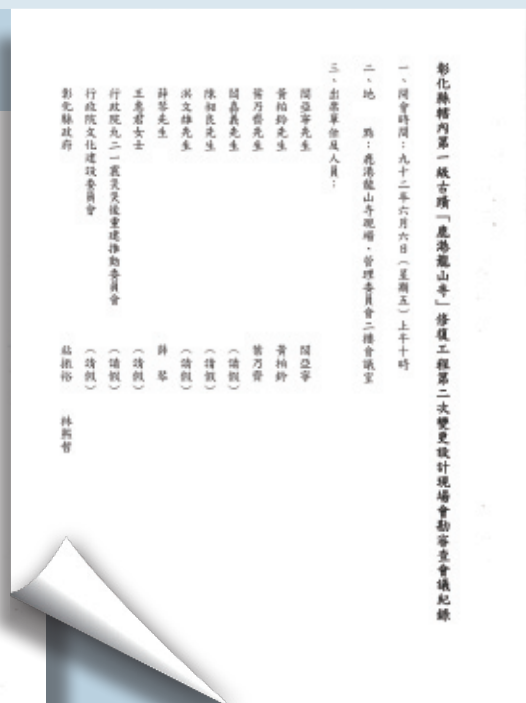 彰化縣轄內第一級古蹟「鹿港龍山寺」修復工程第二次變更設計現場會勘審查會議紀錄
一、開會時間：九十二年六月六日（星期五）上午十時
二、地　點：鹿港龍山寺現場、管理委員會二樓會議室
三、出席單位及人員：
閻亞寧先生　閻亞寧
黃柏鈴先生　黃柏鈴
葉乃齊先生　葉乃齊
閻嘉義先生　（請假）
陳昶良先生　（請假）
洪文雄先生　（請假）
薛琴先生　薛　琴
王惠君女士　（請假）
行政院九二一震災災後重建推動委員會　（請假）
行政院文化建設委員會　（請假）
彰化縣政府　粘振裕　林熙哲